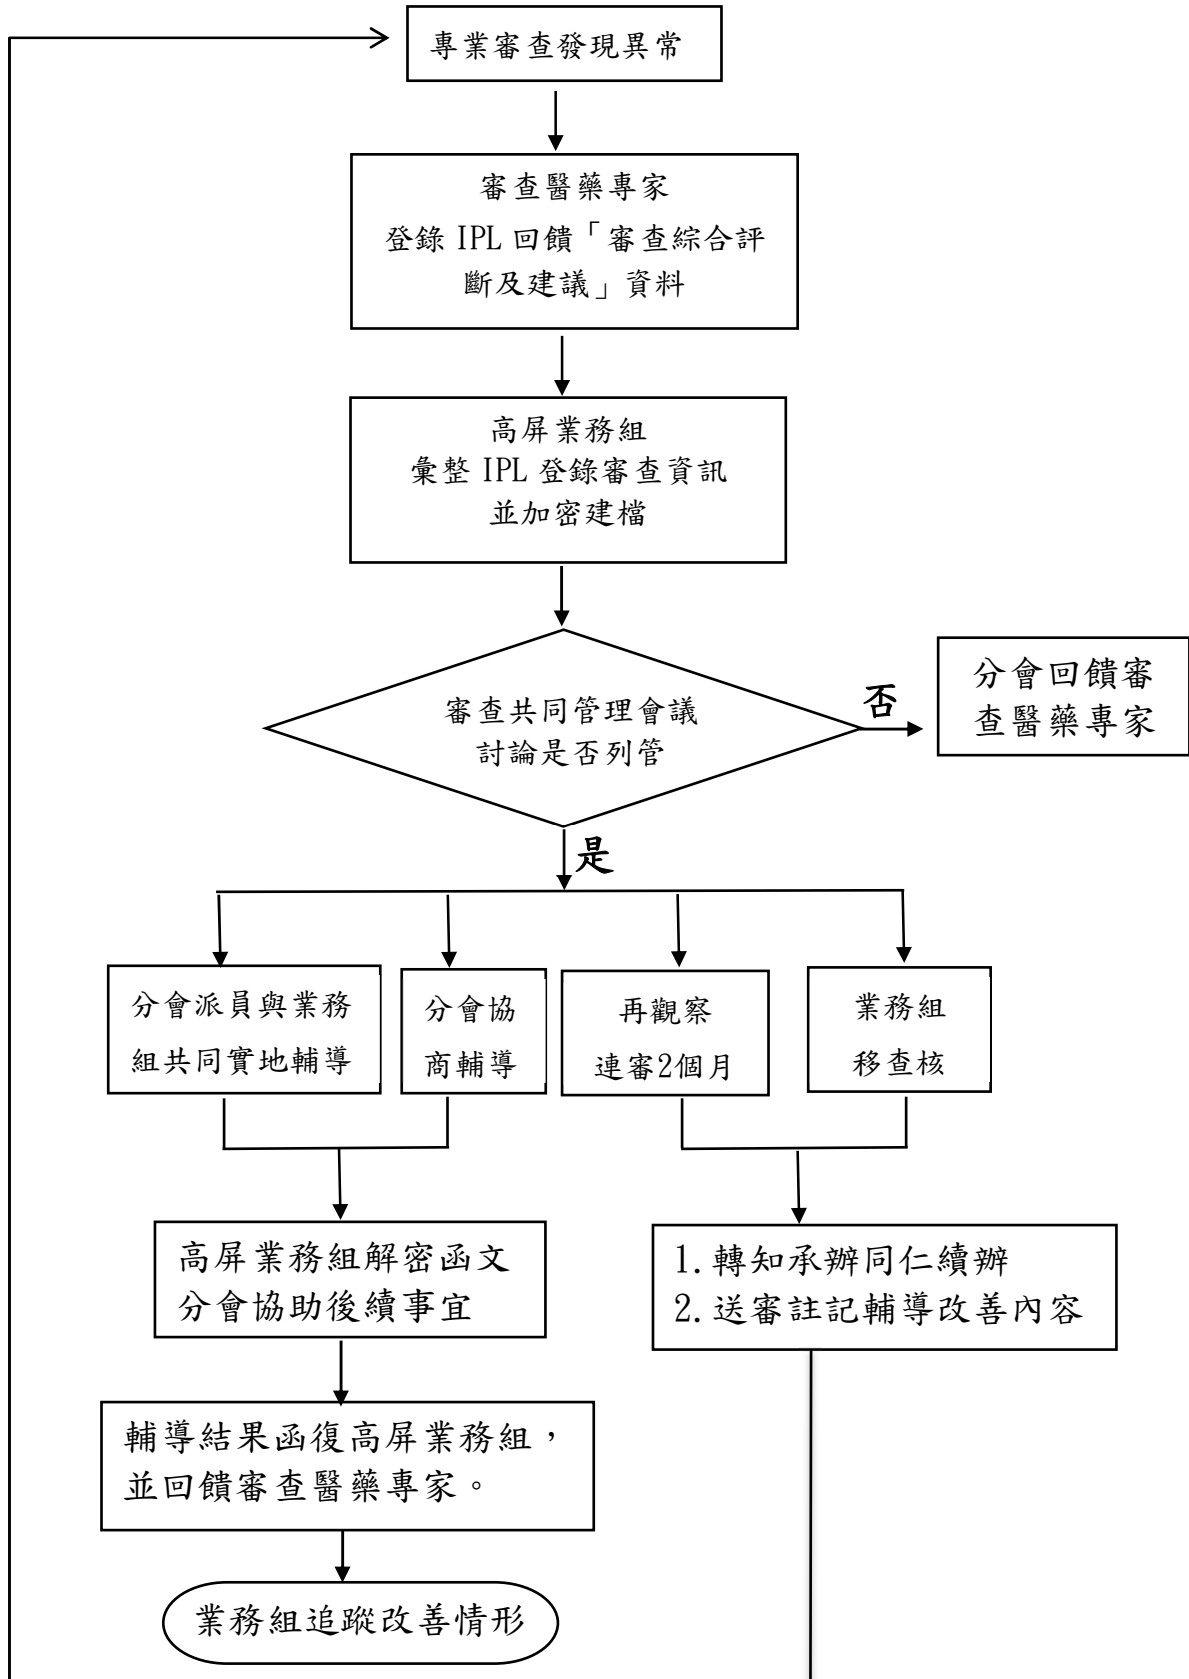 專業審查發現異常
審查醫藥專家
登錄 IPL 回饋「審查綜合評
斷及建議」資料
高屏業務組
彙整 IPL 登錄審查資訊
並加密建檔
審查共同管理會議
討論是否列管
否
分會回饋審
查醫藥專家
是
分會派員與業務
組共同實地輔導
分會協
商輔導
再觀察
連審2個月
業務組
移查核
高屏業務組解密函文
分會協助後續事宜
1.轉知承辦同仁續辦
2.送審註記輔導改善內容
輔導結果函復高屏業務組，
並回饋審查醫藥專家。
業務組追蹤改善情形